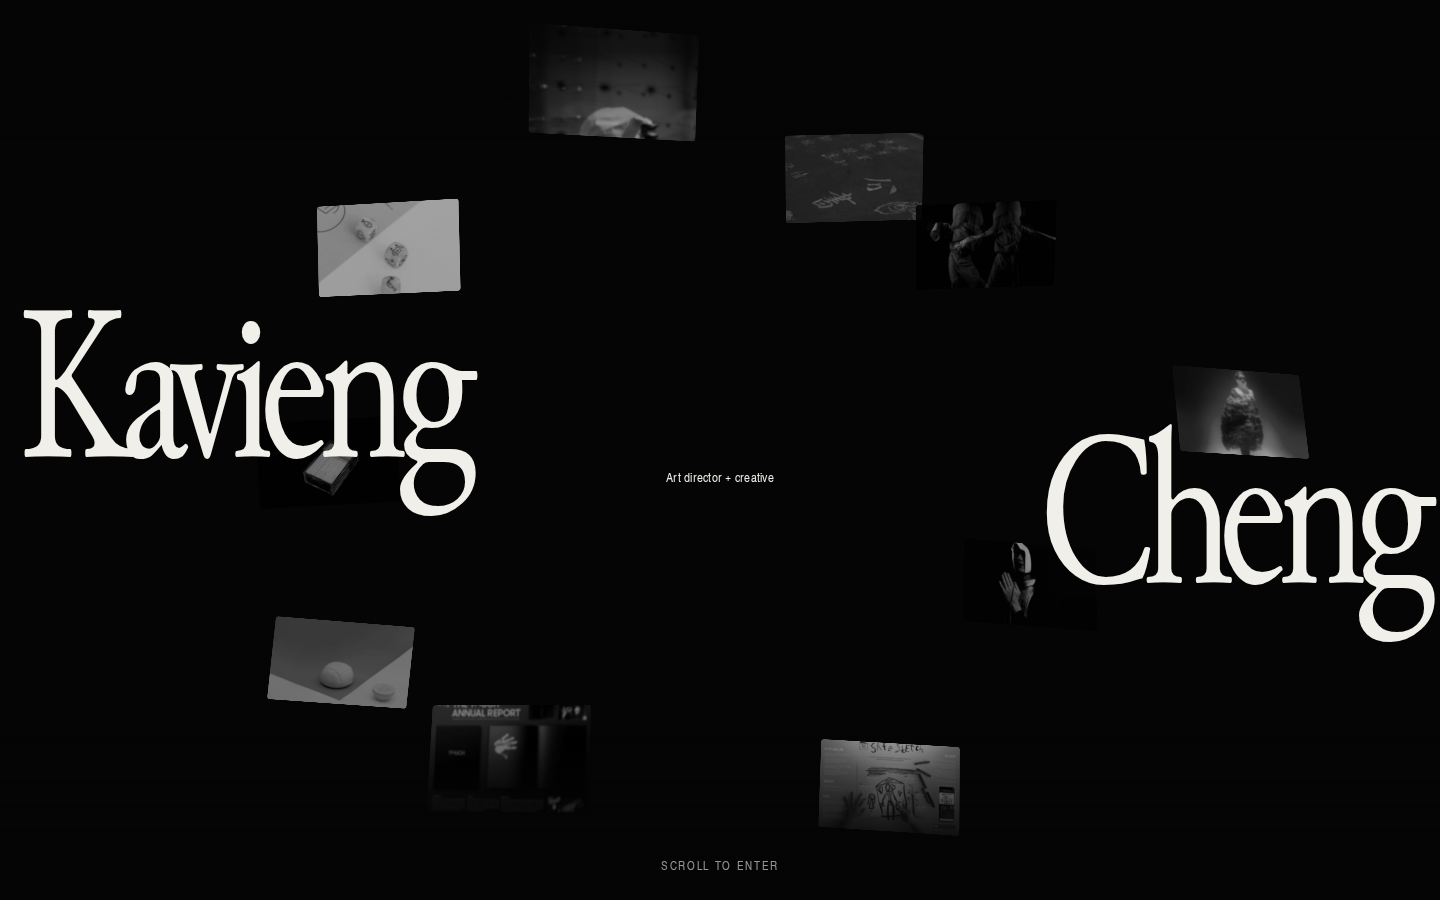 Kavieng
Art director + creative
Cheng
ANNUAL REPORT
SCROLL TO ENTER